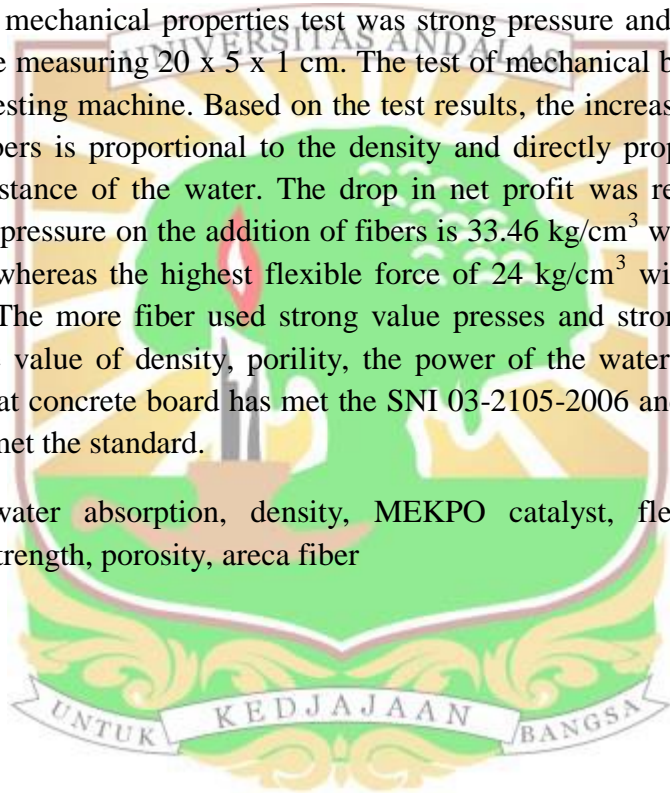 mechanical properties test was strong pressure and
UNIVERSITAS ANDALAS
e measuring 20 x 5 x 1 cm. The test of mechanical b
esting machine. Based on the test results, the increas
bers is proportional to the density and directly prop
stance of the water. The drop in net profit was re
pressure on the addition of fibers is 33.46 kg/cm³ w
whereas the highest flexible force of 24 kg/cm³ wi
The more fiber used strong value presses and stron
value of density, porility, the power of the water
at concrete board has met the SNI 03-2105-2006 an
met the standard.
water absorption, density, MEKPO catalyst, fle
trength, porosity, areca fiber
UNTUK KEDJAJAAN BANGSA